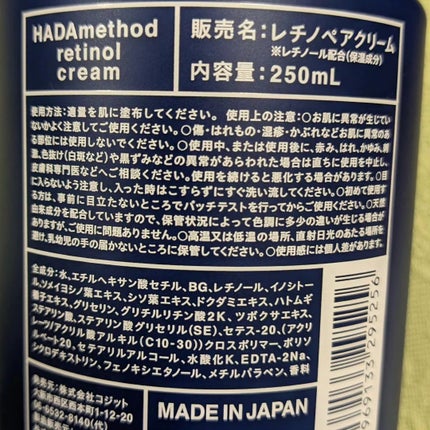 HADAmethod
retinol
cream
販売名:レチノペアクリーム
※レチノール配合(保湿成分)
内容量:250mL
使用方法:適量を肌に塗布してください。 使用上の注意:○お肌に異常が生じてい
ないかよく注意してご使用ください。○傷・はれもの・湿疹・かぶれなどお肌に異常のあ
る部位には使用しないでください。○使用中、または使用後に、赤み、はれ、かゆみ、刺
激、色抜け(白斑など)や黒ずみなどの異常があらわれた場合は直ちに使用を中止し、
皮膚科専門医などへご相談ください。使用を続けると悪化する場合があります。○目
に入らないよう注意し、入った時はこすらずにすぐ洗い流してください。○初めて使用す
る方は、事前に目立たないところでパッチテストを行ってからご使用ください。○天然
由来成分を配合していますので、保管状況によって色調に多少の違いが生じる場合が
ありますが、ご使用に問題ありません。○高温又は低温の場所、直射日光のあたる場所を
避け、乳幼児の手の届かないところに保管してください。○使用感には個人差があります。
全成分:水、エチルヘキサン酸セチル、BG、レチノール、イノシトー
ル、ソメイヨシノ葉エキス、シソ葉エキス、ドクダミエキス、ハトムギ
種子エキス、グリセリン、グリチルリチン酸2K、ツボクサエキス、
ステアリン酸、ステアリン酸グリセリル(SE)、セテス-20、(アクリ
レーツ/アクリル酸アルキル(C10-30))クロスポリマー、ポリソ
ルベート20、セテアリルアルコール、水酸化K、EDTA-2Na、
シクロデキストリン、フェノキシエタノール、メチルパラベン、香料
発売元:株式会社コジット
大阪市西区西本町1-12-20
06-6532-8140(代)
MADE IN JAPAN
969133 295256